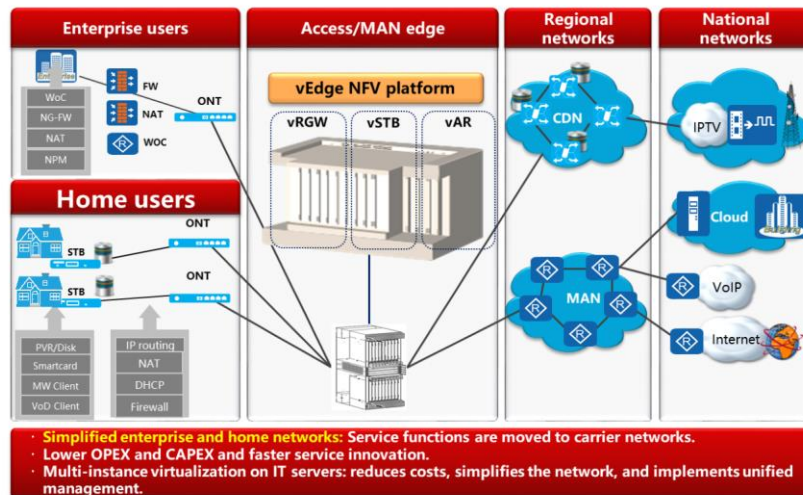 Enterprise users
FW
NAT
WOC
ONT
WoC
NG-FW
NAT
NPM
Home users
STB
ONT
STB
ONT
PVR/Disk
Smartcard
MW Client
VoD Client
IP routing
NAT
DHCP
Firewall
Access/MAN edge
vEdge NFV platform
vRGW
vSTB
vAR
Regional
networks
CDN
R
R
R
R
R
MAN
National
networks
IPTV
Cloud
R
VoIP
R
Internet
· Simplified enterprise and home networks: Service functions are moved to carrier networks.
· Lower OPEX and CAPEX and faster service innovation.
· Multi-instance virtualization on IT servers: reduces costs, simplifies the network, and implements unified
management.